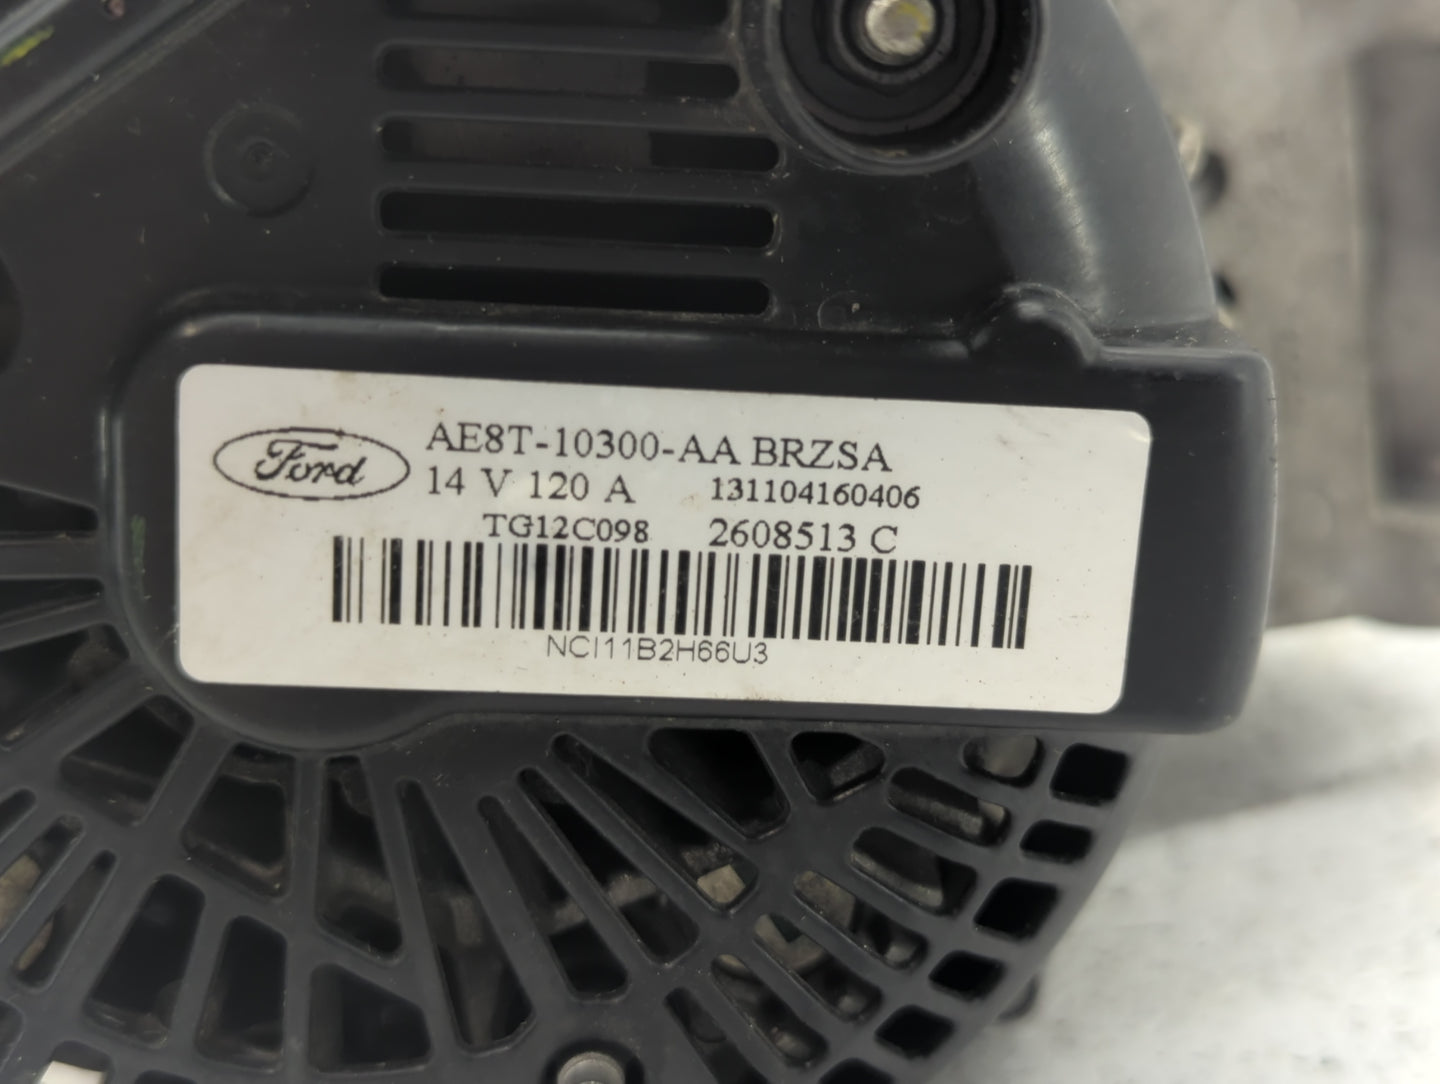 Ford
AE8T-10300-AA BRZSA
14 V 120 A 131104160406
TG12C098 2608513 C
NCI11B2H66U3